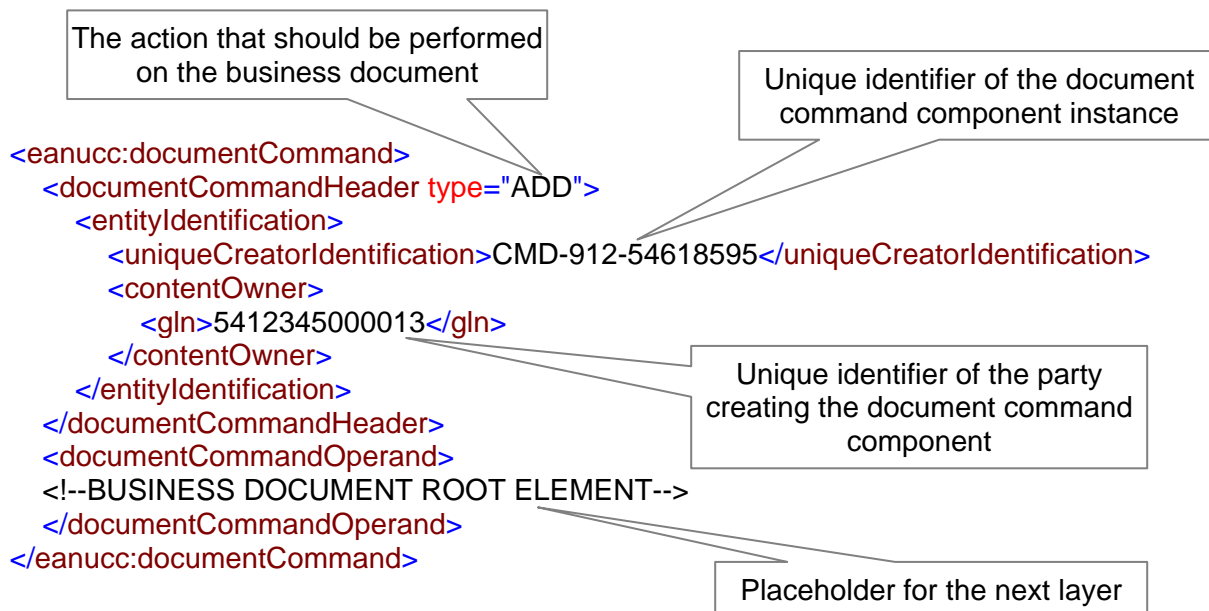 The action that should be performed
on the business document
Unique identifier of the document
command component instance
<eanucc:documentCommand>
<documentCommandHeader type="ADD">
<entityIdentification>
<uniqueCreatorIdentification>CMD-912-54618595</uniqueCreatorIdentification>
<contentOwner>
<gln>5412345000013</gln>
</contentOwner>
</entityIdentification>
Unique identifier of the party
creating the document command
component
</documentCommandHeader>
<documentCommandOperand>
<!--BUSINESS DOCUMENT ROOT ELEMENT-->
</documentCommandOperand>
</eanucc:documentCommand>
Placeholder for the next layer